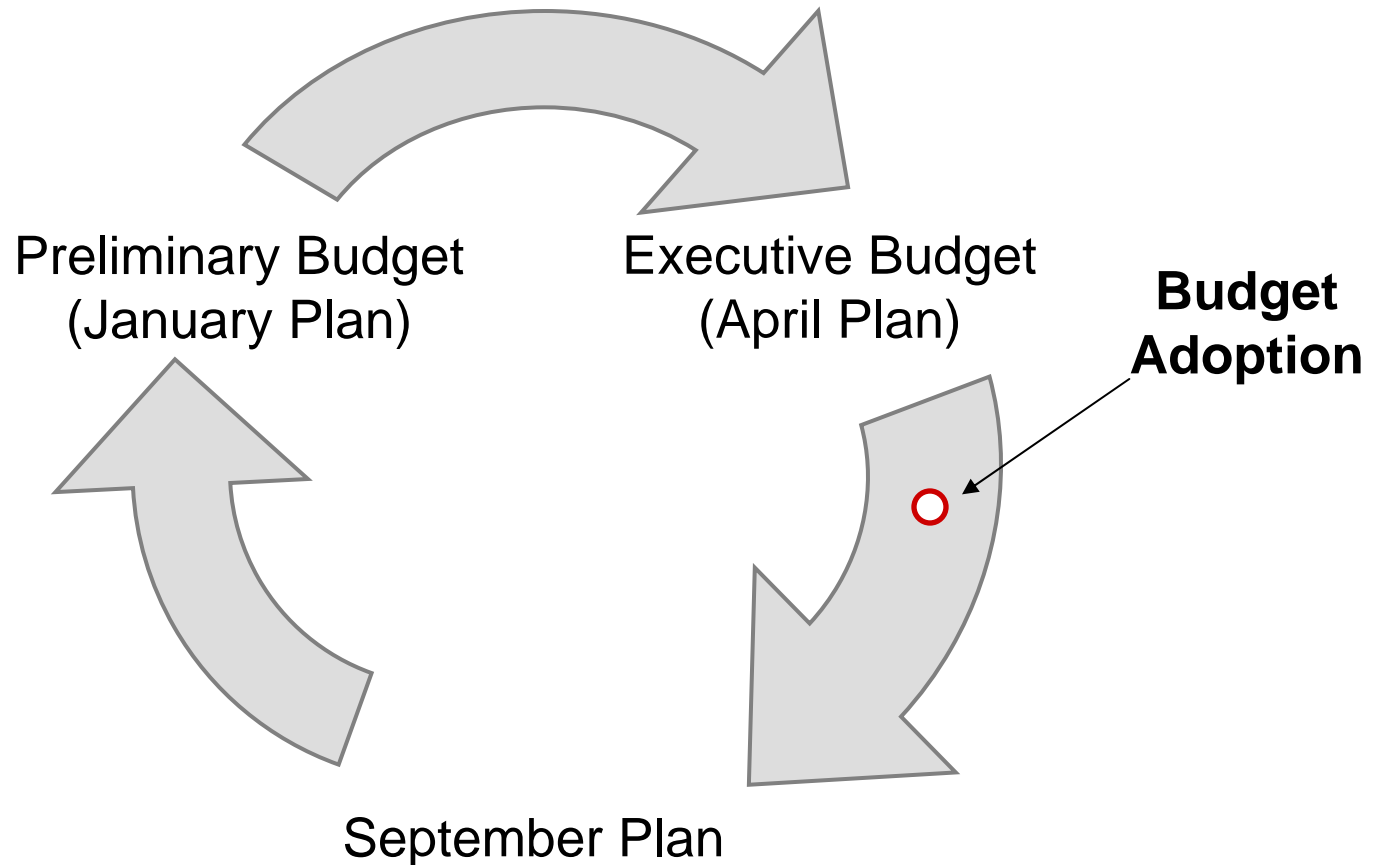 Preliminary Budget
(January Plan)
Executive Budget
(April Plan)
Budget
Adoption
September Plan